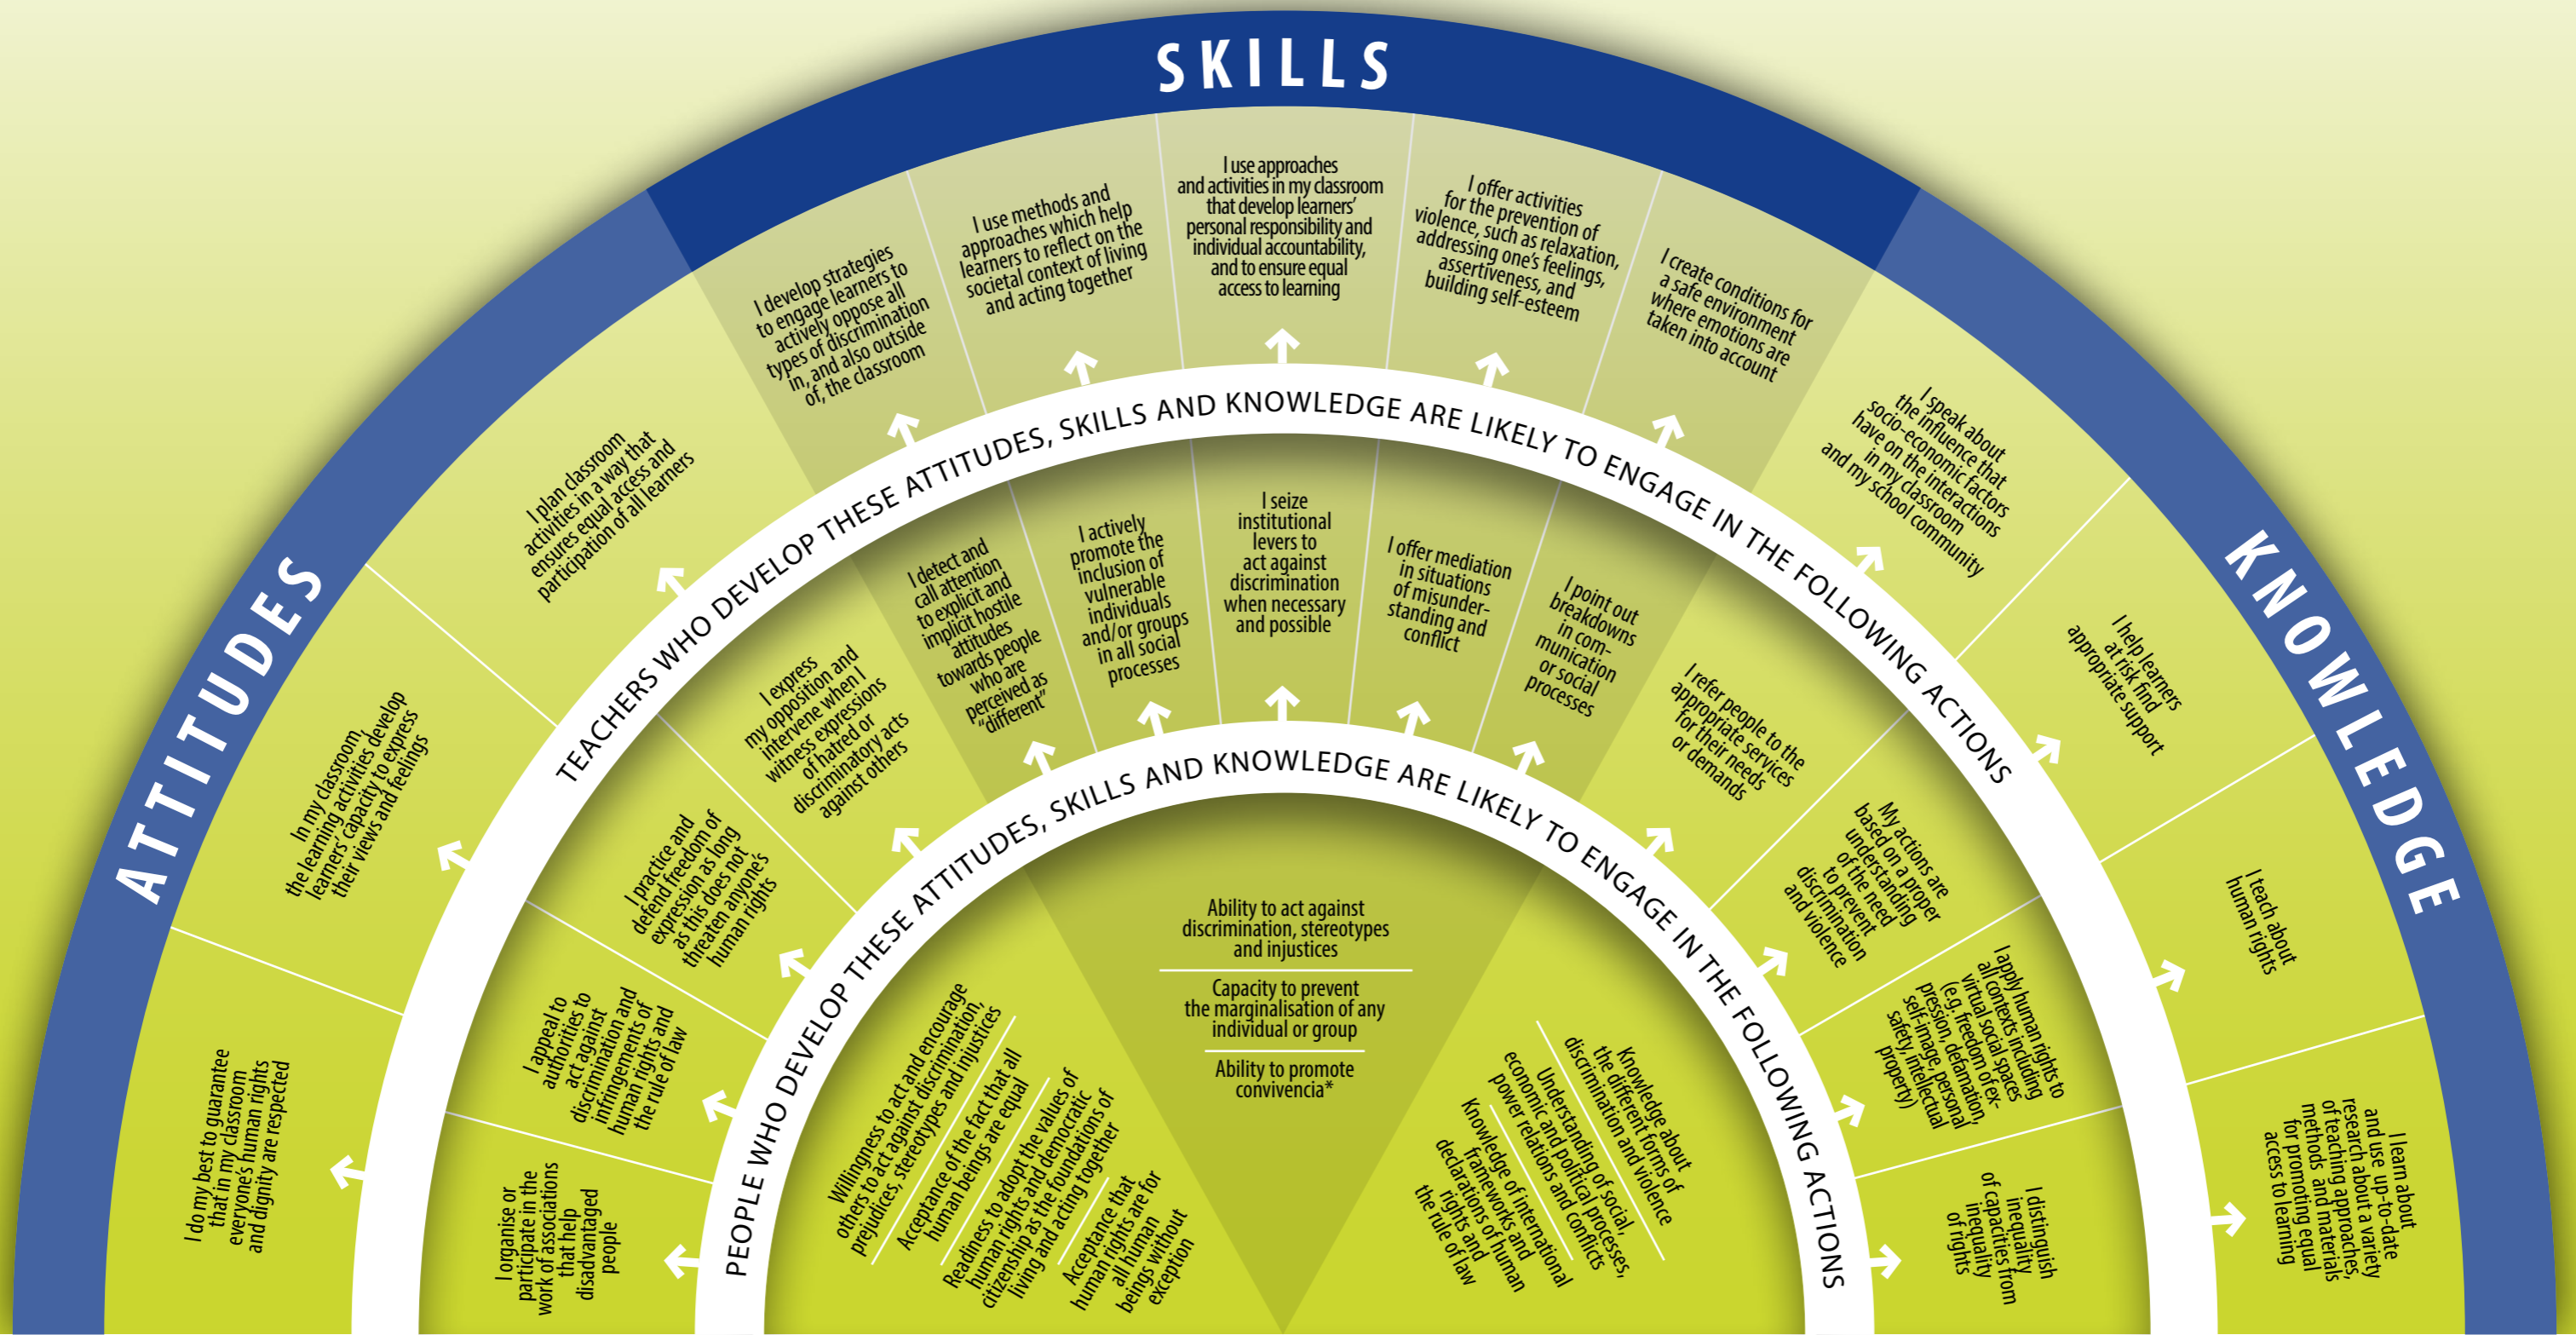 SKILLS
ATTITUDES
KNOWLEDGE
I do my best to guarantee
that in my classroom
everyone's human rights
and dignity are respected
In my classroom,
the learning activities develop
learners' capacity to express
their views and feelings
I plan classroom
activities in a way that
ensures equal access and
participation of all learners
I develop strategies
to engage learners to
actively oppose all
types of discrimination
in, and also outside
of, the classroom
I use methods and
approaches which help
learners to reflect on the
societal context of living
and acting together
I use approaches
and activities in my classroom
that develop learners'
personal responsibility and
individual accountability,
and to ensure equal
access to learning
I offer activities
for the prevention of
violence, such as relaxation,
addressing one's feelings,
assertiveness, and
building self-esteem
I create conditions for
a safe environment
where emotions are
taken into account
I speak about
the influence that
socio-economic factors
have on the interactions
in my classroom
and my school community
I help learners
at risk find
appropriate support
I teach about
human rights
I learn about
and use up-to-date
research about a variety
of teaching approaches,
methods and materials
for promoting equal
access to learning
TEACHERS WHO DEVELOP THESE ATTITUDES, SKILLS AND KNOWLEDGE ARE LIKELY TO ENGAGE IN THE FOLLOWING ACTIONS
I organise or
participate in the
work of associations
that help
disadvantaged
people
I appeal to
authorities to
act against
discrimination and
infringements of
human rights and
the rule of law
I practice and
defend freedom of
expression as long
as this does not
threaten anyone's
human rights
I express
my opposition and
intervene when I
witness expressions
of hatred or
discriminatory acts
against others
I detect and
call attention
to explicit and
implicit hostile
attitudes
towards people
who are
perceived as
"different"
I actively
promote the
inclusion of
vulnerable
individuals
and/or groups
in all social
processes
I seize
institutional
levers to
act against
discrimination
when necessary
and possible
I offer mediation
in situations
of misunder-
standing and
conflict
I point out
breakdowns
in com-
munication
or social
processes
I refer people to the
appropriate services
for their needs
or demands
My actions are
based on a proper
understanding
of the need
to prevent
discrimination
and violence
I apply human rights to
all contexts including
virtual social spaces
(e.g. freedom of ex-
pression, defamation,
self-image, personal
safety, intellectual
property)
I distinguish
inequality
of capacities from
inequality
of rights
PEOPLE WHO DEVELOP THESE ATTITUDES, SKILLS AND KNOWLEDGE ARE LIKELY TO ENGAGE IN THE FOLLOWING ACTIONS
Willingness to act and encourage
others to act against discrimination,
prejudices, stereotypes and injustices
Acceptance of the fact that all
human beings are equal
Readiness to adopt the values of
human rights and democratic
citizenship as the foundations of
living and acting together
Acceptance that
human rights are for
all human
beings without
exception
Ability to act against
discrimination, stereotypes
and injustices
Capacity to prevent
the marginalisation of any
individual or group
Ability to promote
convivencia*
Knowledge about
the different forms of
discrimination and violence
Understanding of social,
economic and political processes,
power relations and conflicts
Knowledge of international
frameworks and
declarations of human
rights and
the rule of law